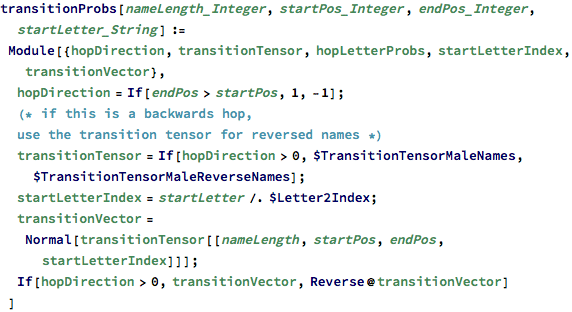 transitionProbs[nameLength_Integer, startPos_Integer, endPos_Integer,
startLetter_String] :=
Module[{hopDirection, transitionTensor, hopLetterProbs, startLetterIndex,
transitionVector},
hopDirection = If[endPos > startPos, 1, -1];
(* if this is a backwards hop,
use the transition tensor for reversed names *)
transitionTensor = If[hopDirection > 0, $TransitionTensorMaleNames,
$TransitionTensorMaleReverseNames];
startLetterIndex = startLetter /. $Letter2Index;
transitionVector =
Normal[transitionTensor[[nameLength, startPos, endPos,
startLetterIndex]]];
If[hopDirection > 0, transitionVector, Reverse@transitionVector]
]